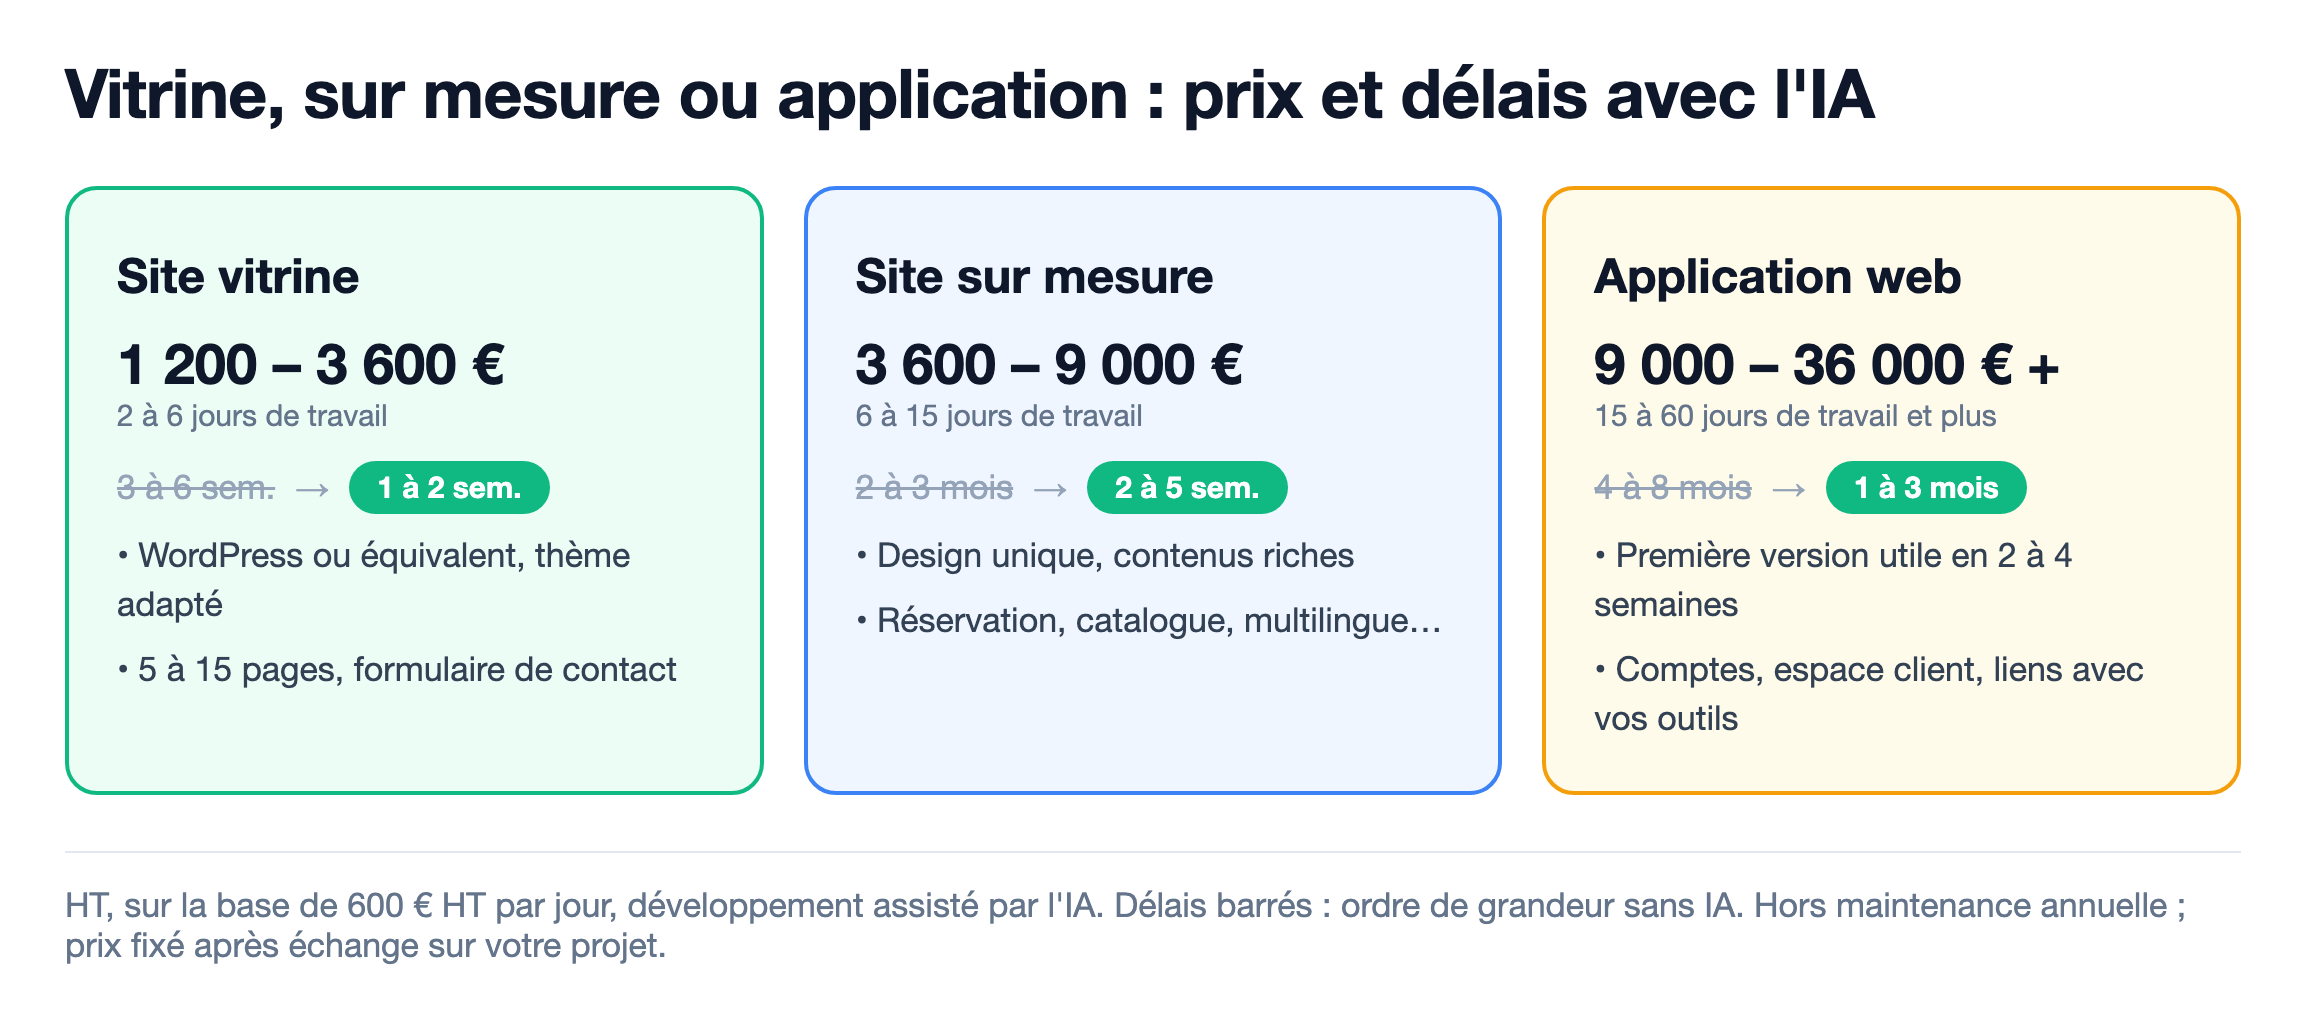 Vitrine, sur mesure ou application : prix et délais avec l'IA
Site vitrine
1 200 – 3 600 €
2 à 6 jours de travail
3 à 6 sem. → 1 à 2 sem.
• WordPress ou équivalent, thème
adapté
• 5 à 15 pages, formulaire de contact
Site sur mesure
3 600 – 9 000 €
6 à 15 jours de travail
2 à 3 mois → 2 à 5 sem.
• Design unique, contenus riches
• Réservation, catalogue, multilingue…
Application web
9 000 – 36 000 € +
15 à 60 jours de travail et plus
4 à 8 mois → 1 à 3 mois
• Première version utile en 2 à 4
semaines
• Comptes, espace client, liens avec
vos outils
HT, sur la base de 600 € HT par jour, développement assisté par l'IA. Délais barrés : ordre de grandeur sans IA. Hors maintenance annuelle ;
prix fixé après échange sur votre projet.